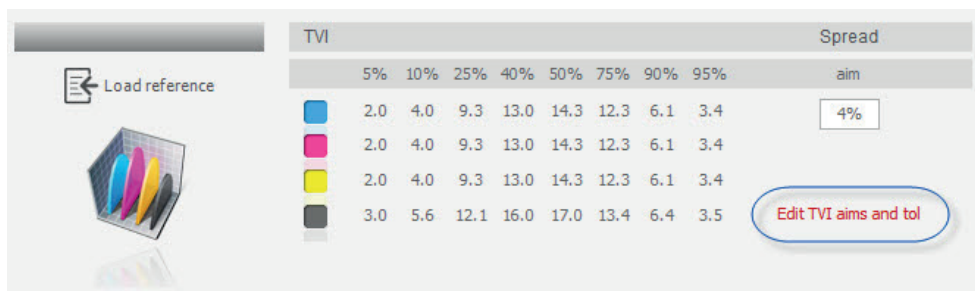 TVI Spread
5% 10% 25% 40% 50% 75% 90% 95% aim
Load reference
2.0 4.0 9.3 13.0 14.3 12.3 6.1 3.4 4%
2.0 4.0 9.3 13.0 14.3 12.3 6.1 3.4
2.0 4.0 9.3 13.0 14.3 12.3 6.1 3.4
3.0 5.6 12.1 16.0 17.0 13.4 6.4 3.5 Edit TVI aims and tol